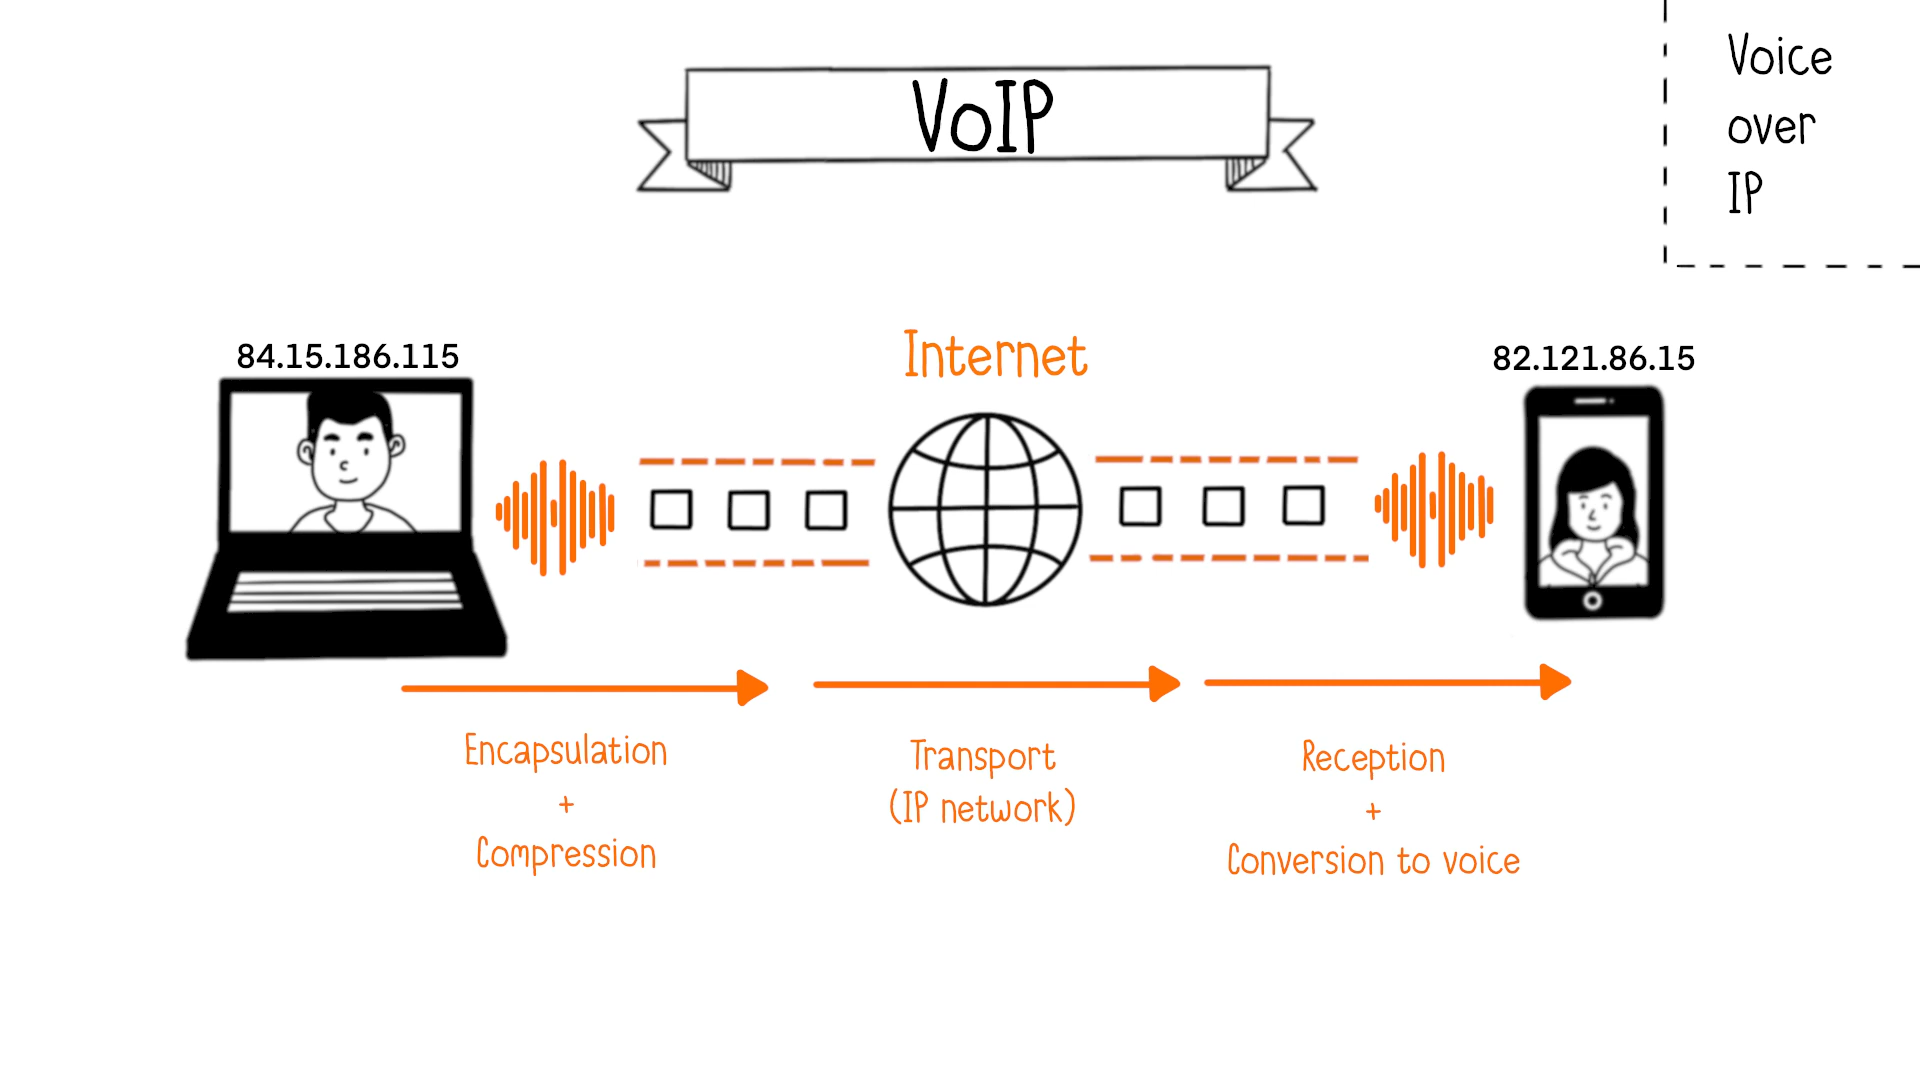 VoIP
Voice
over
IP
84.15.186.115
Internet
82.121.86.15
Encapsulation
+
Compression
Transport
(IP network)
Reception
+
Conversion to voice